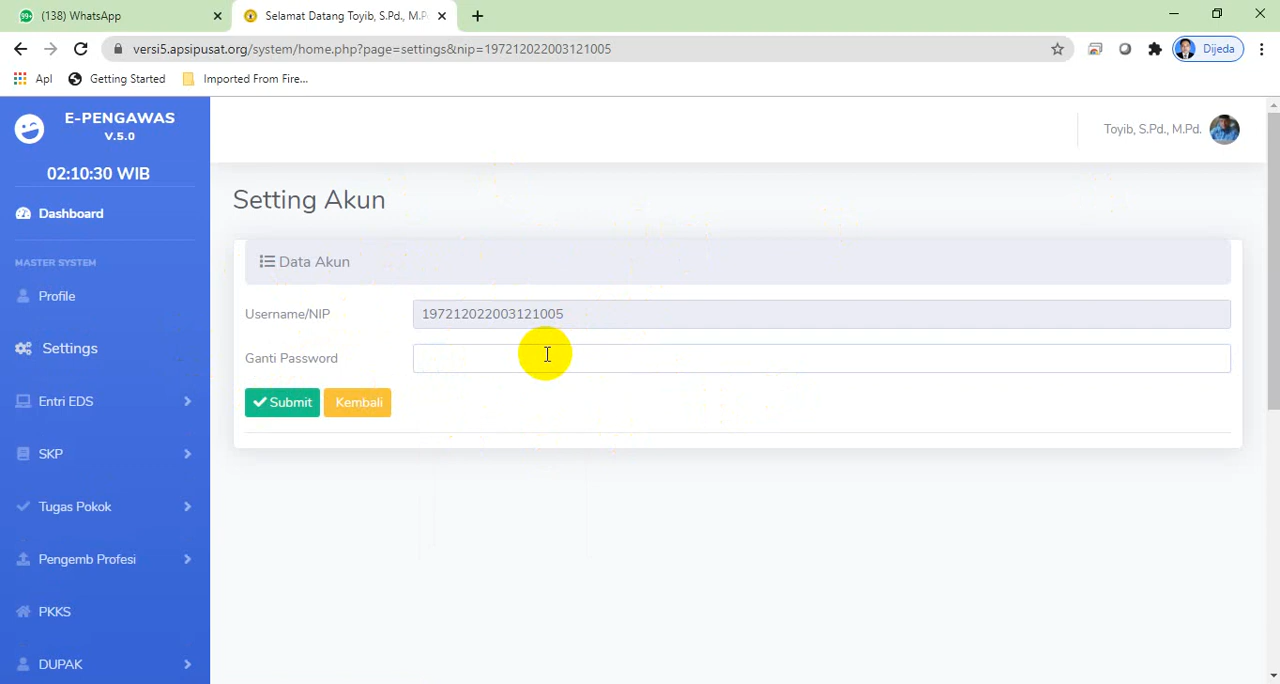 (138) WhatsApp
Selamat Datang Toyib, S.Pd., M.P
versi5.apsipusat.org/system/home.php?page=settings&nip=197212022003121005
Dijeda
Apl
Getting Started
Imported From Fire...
E-PENGAWAS
V.5.0
02:10:30 WIB
Dashboard
MASTER SYSTEM
Profile
Settings
Entri EDS
SKP
Tugas Pokok
Pengemb Profesi
PKKS
DUPAK
Toyib, S.Pd., M.Pd.
Setting Akun
Data Akun
Username/NIP
197212022003121005
Ganti Password
Submit
Kembali